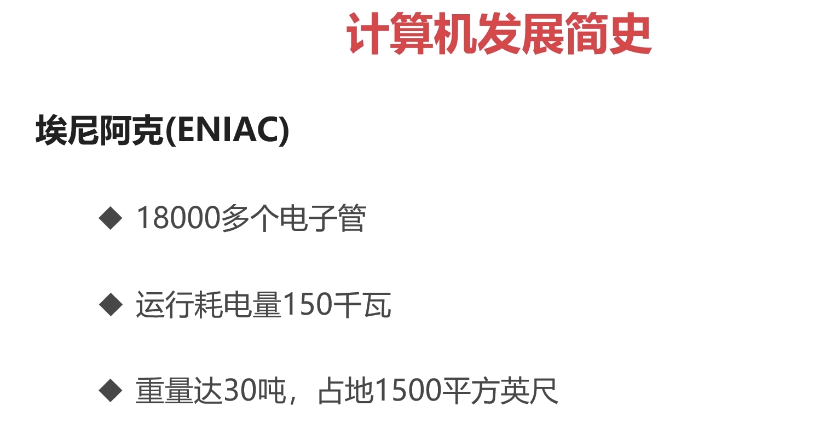 计算机发展简史
埃尼阿克(ENIAC)
◆ 18000多个电子管
◆ 运行耗电量150千瓦
◆ 重量达30吨，占地1500平方英尺